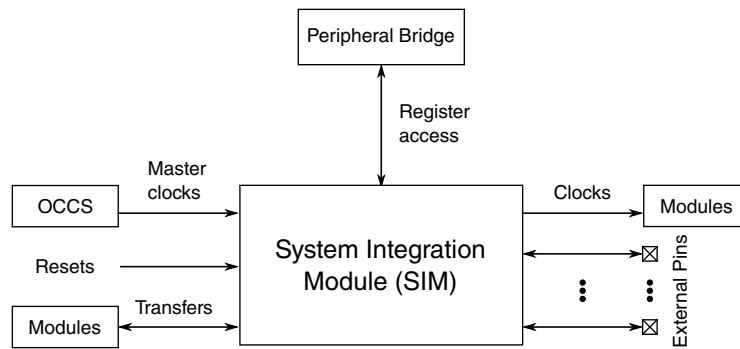 Peripheral Bridge
Register
access
Master
clocks
OCCS
Clocks
Modules
System Integration
Module (SIM)
Resets
Transfers
Modules
External Pins